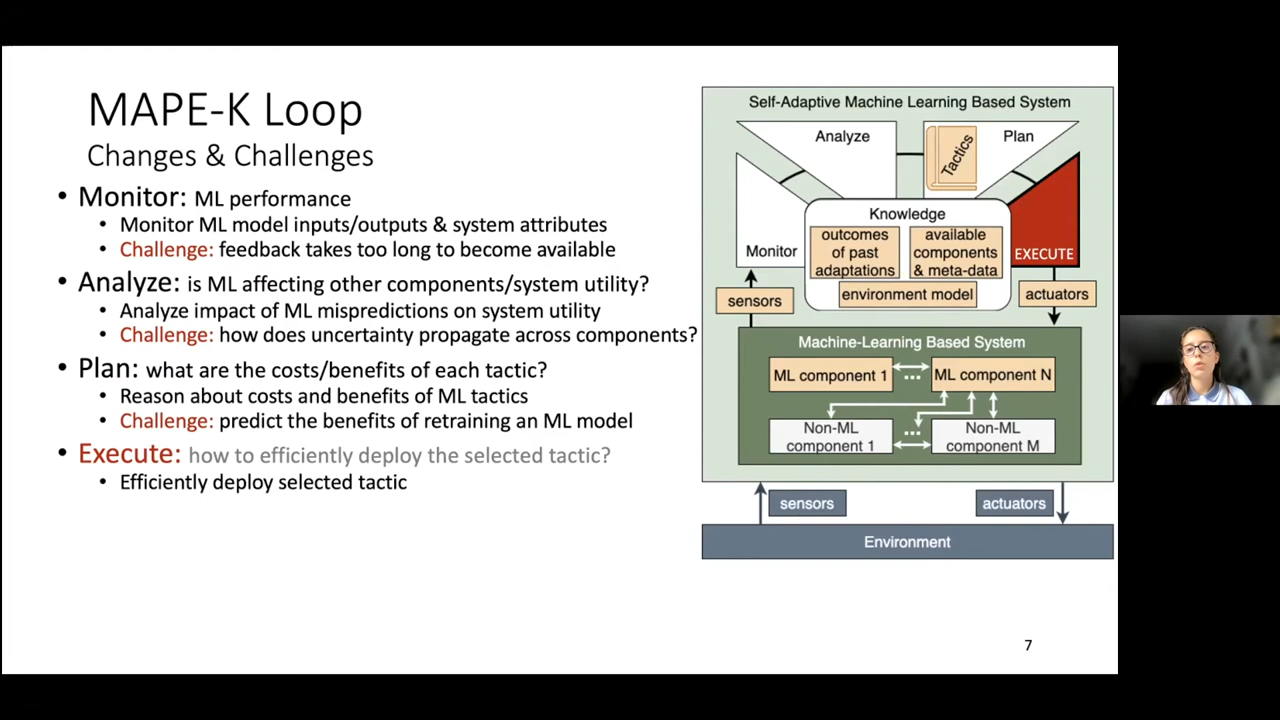 MAPE-K Loop
Changes & Challenges
• Monitor: ML performance
• Monitor ML model inputs/outputs & system attributes
• Challenge: feedback takes too long to become available
• Analyze: is ML affecting other components/system utility?
• Analyze impact of ML mispredictions on system utility
• Challenge: how does uncertainty propagate across components?
• Plan: what are the costs/benefits of each tactic?
• Reason about costs and benefits of ML tactics
• Challenge: predict the benefits of retraining an ML model
• Execute: how to efficiently deploy the selected tactic?
• Efficiently deploy selected tactic
Self-Adaptive Machine Learning Based System
Analyze
Tactics
Plan
Monitor
Knowledge
outcomes
of past
adaptations
available
components
& meta-data
environment model
EXECUTE
sensors
actuators
Machine-Learning Based System
ML component 1
...
ML component N
Non-ML
component 1
...
Non-ML
component M
sensors
actuators
Environment
7